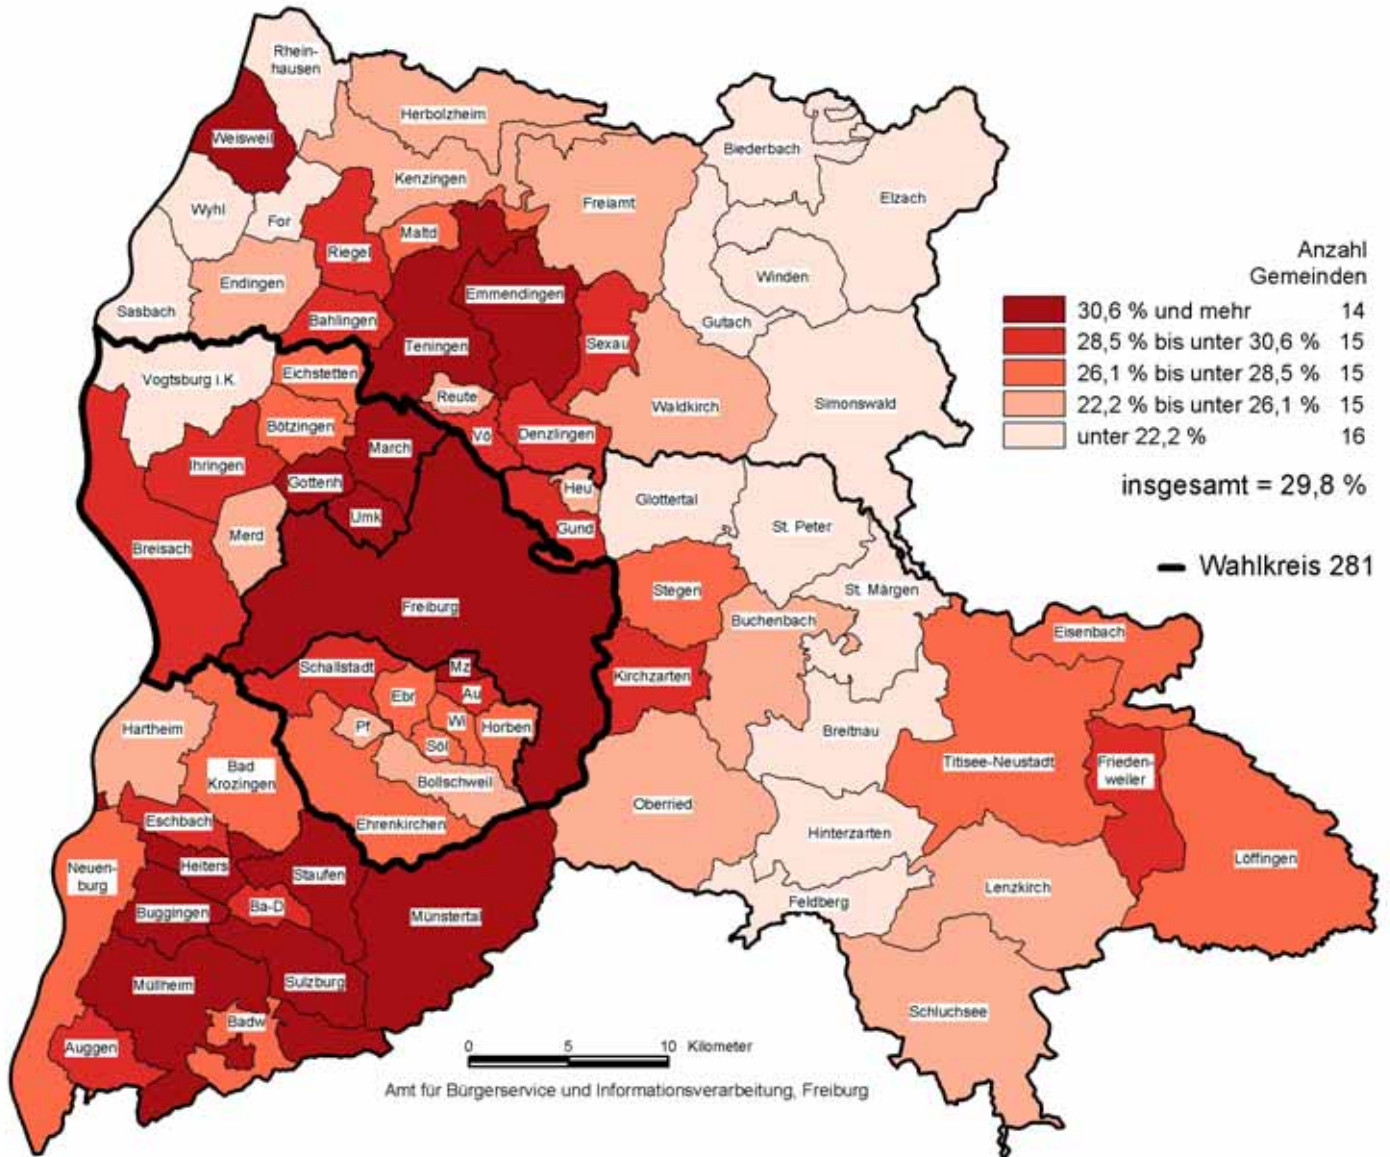 Rhein-
hausen
Weisweil
Herbolzheim
Biederbach
Kenzingen
Elzach
Wyhl
For
Freiamt
Maltd
Riegel
Winden
Endingen
Emmendingen
Sasbach
Bahlingen
Gutach
Teningen
Sexau
Vogtsburg i.K.
Eichstetten
Reute
Waldkirch
Simonswald
Bötzingen
Vö
Denzlingen
March
Ihringen
Gottenh
Heu
Glottertal
Umk
Gund
St. Peter
Merd
Breisach
Stegen
St. Märgen
Freiburg
Buchenbach
Eisenbach
Schallstadt
Mz
Kirchzarten
Ebr
Au
Hartheim
Pf
Wi
Horben
Breitnau
Söl
Bad
Krozingen
Bollschweil
Titisee-Neustadt
Frieden-
weiler
Oberried
Eschbach
Ehrenkirchen
Hinterzarten
Neuen-
burg
Heiters
Staufen
Löffingen
Lenzkirch
Buggingen
Ba-D
Münstertal
Feldberg
Müllheim
Sulzburg
Schluchsee
Badw
Auggen
Anzahl
Gemeinden
30,6 % und mehr 14
28,5 % bis unter 30,6 % 15
26,1 % bis unter 28,5 % 15
22,2 % bis unter 26,1 % 15
unter 22,2 % 16
insgesamt = 29,8 %
Wahlkreis 281
0 5 10 Kilometer
Amt für Bürgerservice und Informationsverarbeitung, Freiburg